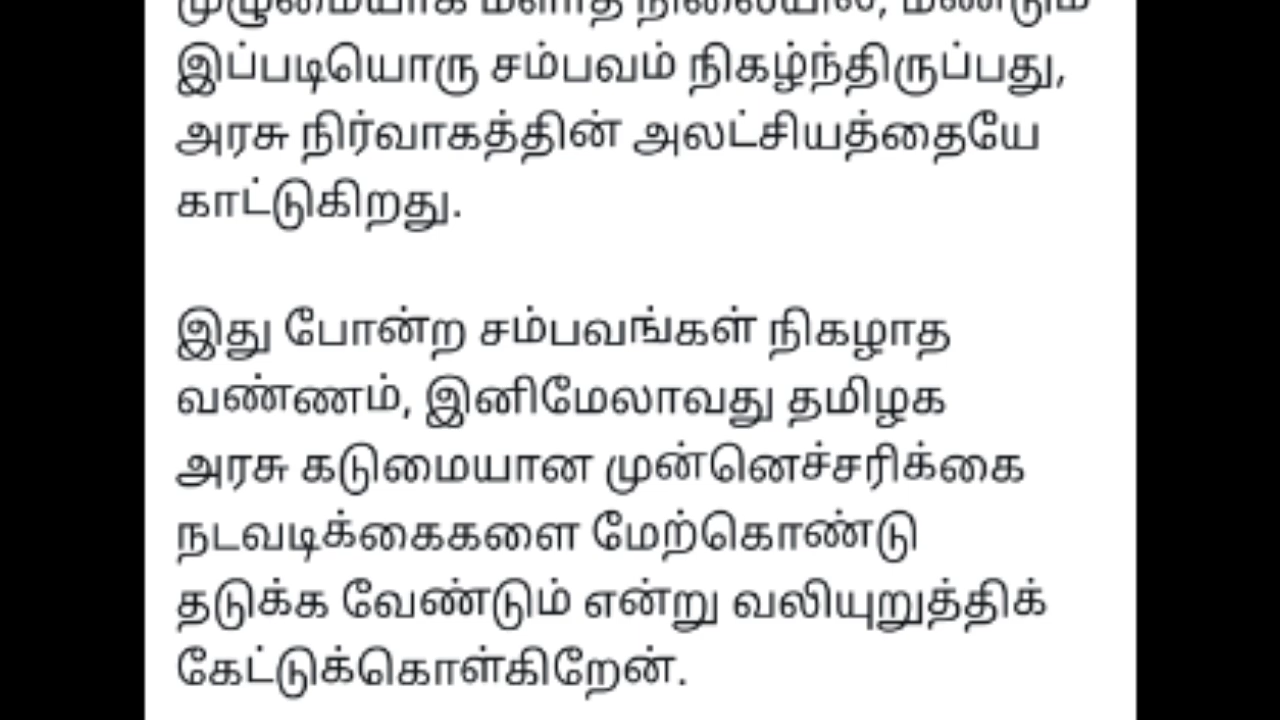 முழுமையாக மீளாத நிலையில், மீண்டும்
இப்படியொரு சம்பவம் நிகழ்ந்திருப்பது,
அரசு நிர்வாகத்தின் அலட்சியத்தையே
காட்டுகிறது.
இது போன்ற சம்பவங்கள் நிகழாத
வண்ணம், இனிமேலாவது தமிழக
அரசு கடுமையான முன்னெச்சரிக்கை
நடவடிக்கைகளை மேற்கொண்டு
தடுக்க வேண்டும் என்று வலியுறுத்திக்
கேட்டுக்கொள்கிறேன்.